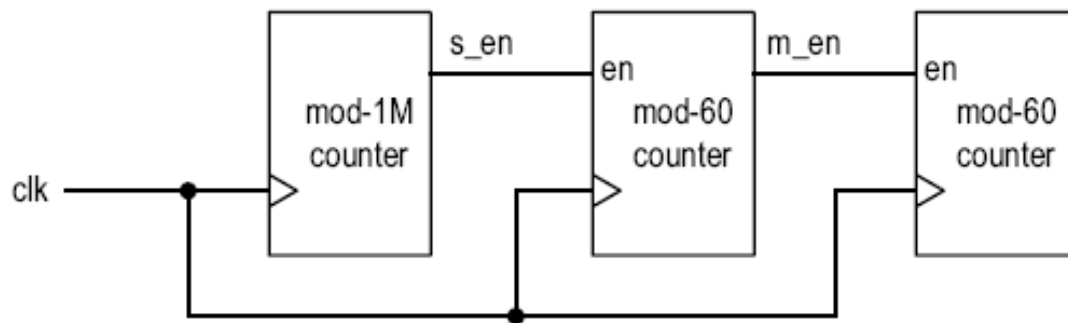 s_en
m_en
en
en
mod-1M
counter
mod-60
counter
mod-60
counter
clk